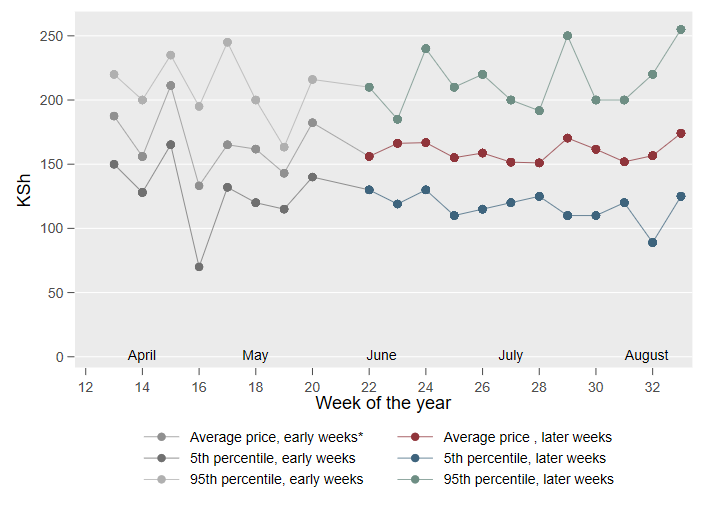 250
200
150
100
50
0
KSh
April May June July August
12 14 16 18 20 22 24 26 28 30 32
Week of the year
Average price, early weeks* Average price , later weeks
5th percentile, early weeks 5th percentile, later weeks
95th percentile, early weeks 95th percentile, later weeks